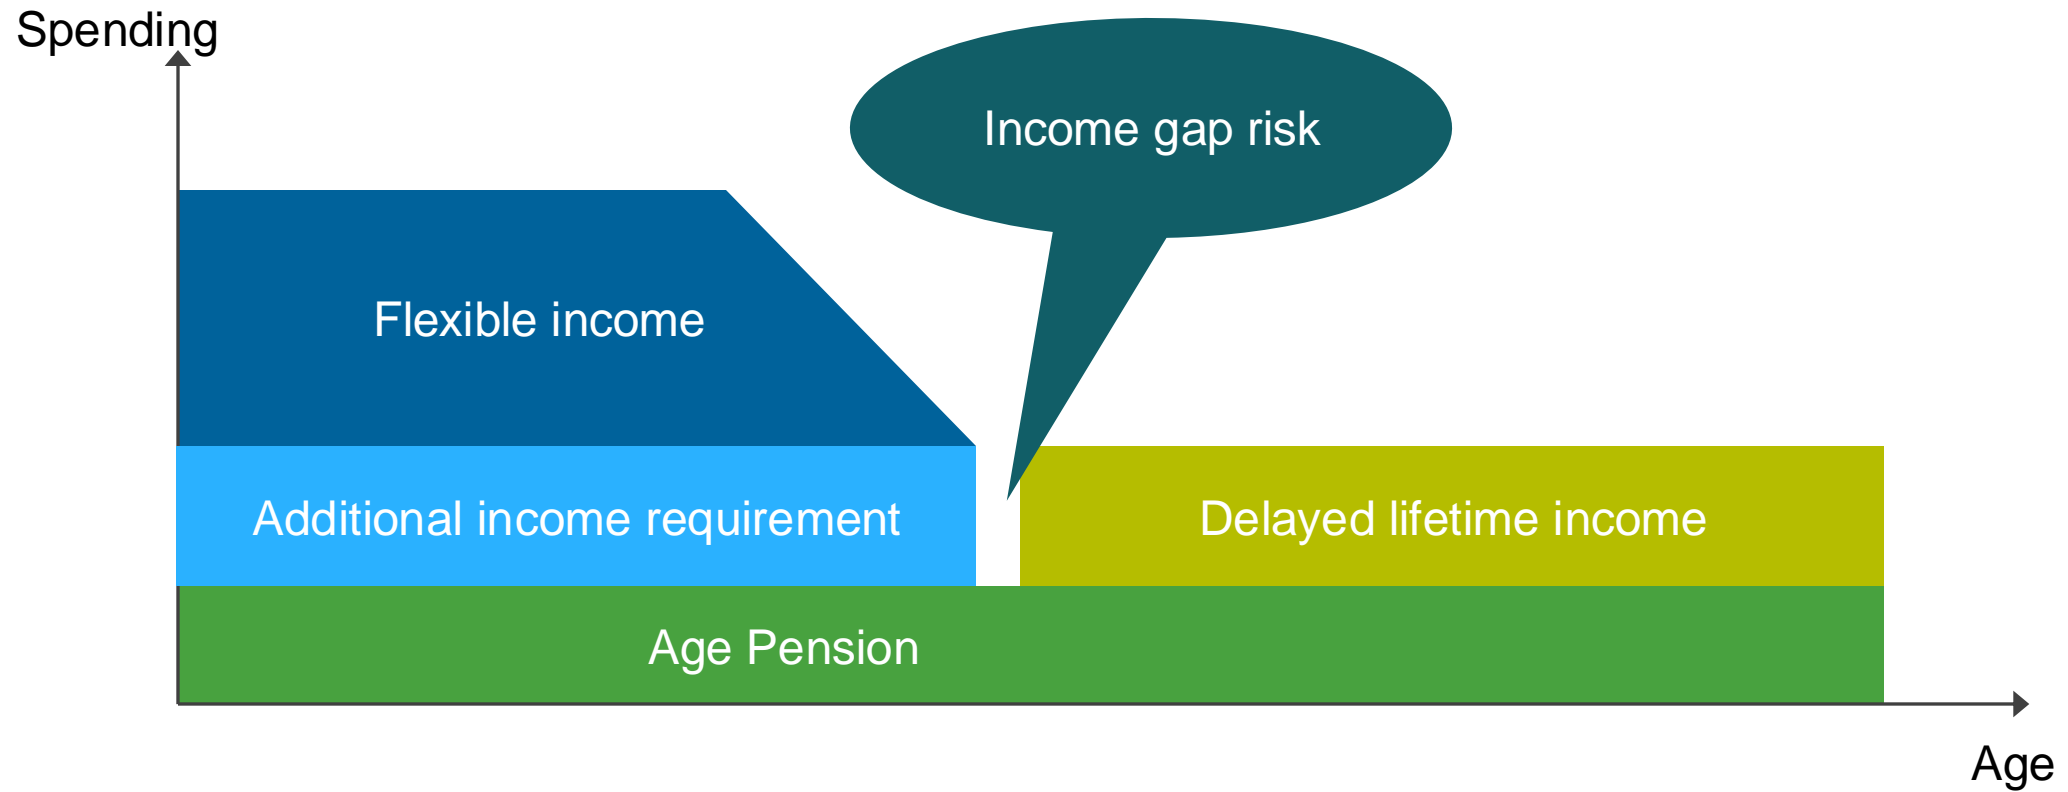 Spending
Income gap risk
Flexible income
Additional income requirement
Delayed lifetime income
Age Pension
Age